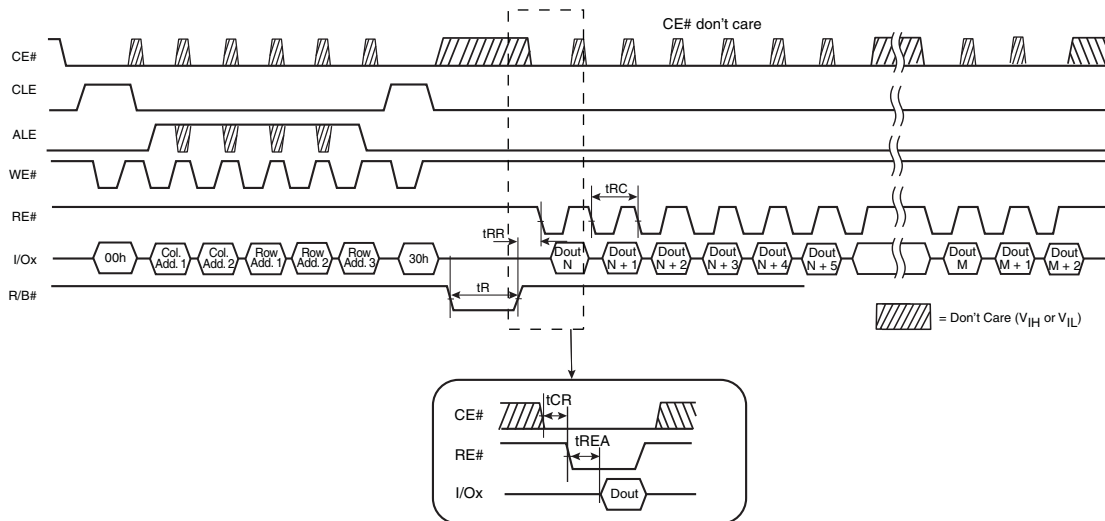 CE# don't care
CE#
CLE
ALE
WE#
tRC
RE#
tRR
I/Ox
00h
Col. Add. 1
Col. Add. 2
Row Add. 1
Row Add. 2
Row Add. 3
30h
Dout N
Dout N + 1
Dout N + 2
Dout N + 3
Dout N + 4
Dout N + 5
Dout M
Dout M + 1
Dout M + 2
R/B#
tR
= Don't Care (VIH or VIL)
tCR
CE#
tREA
RE#
I/Ox
Dout